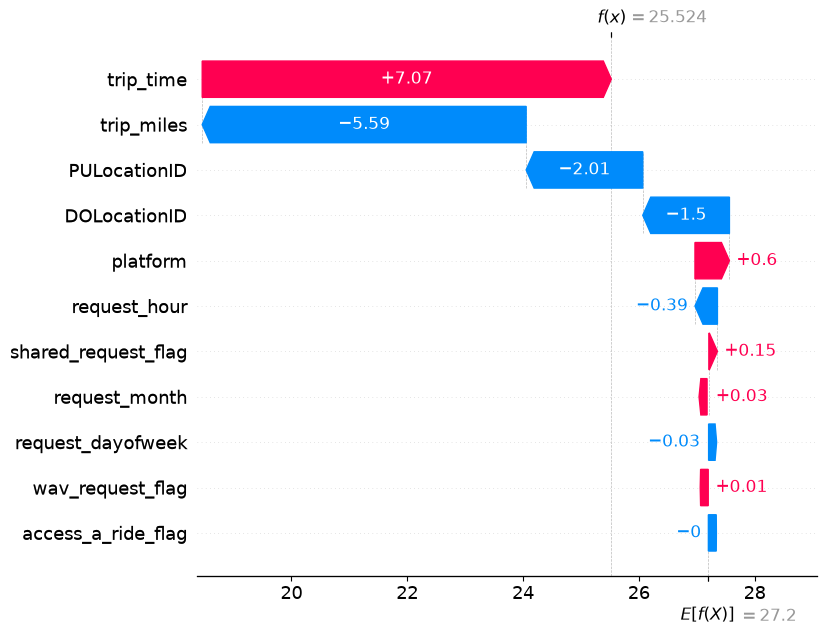 f(x) = 25.524
trip_time +7.07
trip_miles −5.59
PULocationID −2.01
DOLocationID −1.5
platform +0.6
request_hour −0.39
shared_request_flag +0.15
request_month +0.03
request_dayofweek −0.03
wav_request_flag +0.01
access_a_ride_flag −0
20 22 24 26 28
E[f(X)] = 27.2